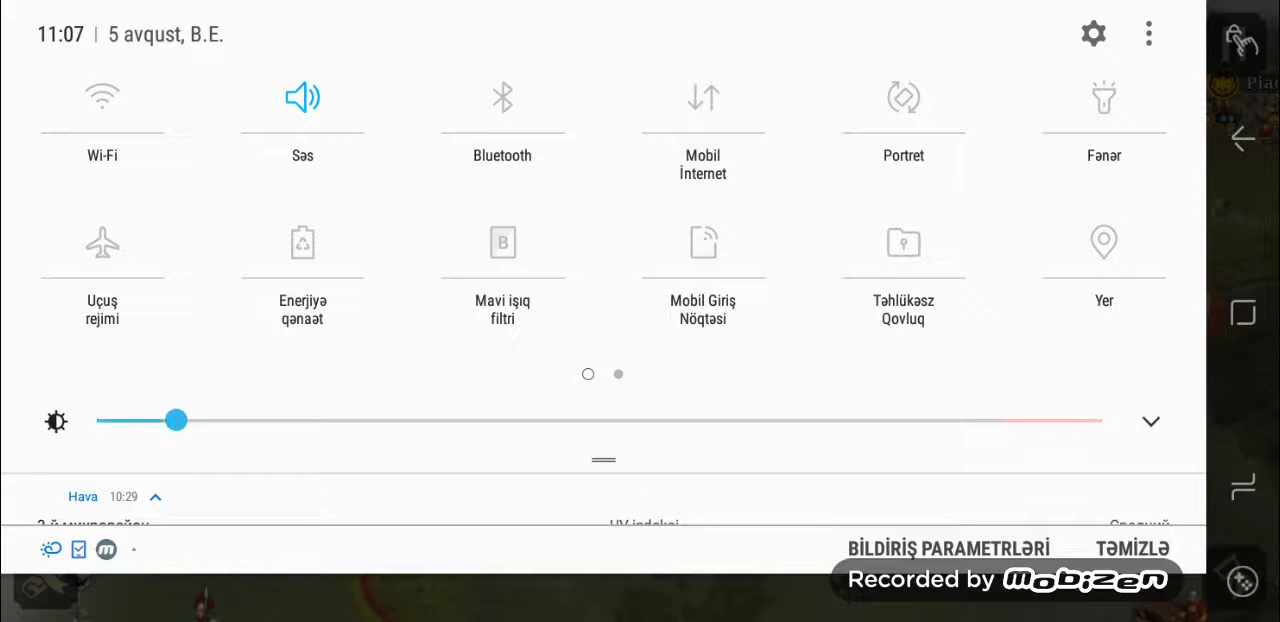 11:07 | 5 avqust, B.E.
Wi-Fi
Səs
Bluetooth
Mobil
İnternet
Portret
Fənər
Uçuş
rejimi
Enerjiyə
qənaət
Mavi işıq
filtri
Mobil Giriş
Nöqtəsi
Təhlükəsz
Qovluq
Yer
Hava 10:29
BİLDİRİŞ PARAMETRLƏRİ
TƏMİZLƏ
Recorded by mobizen